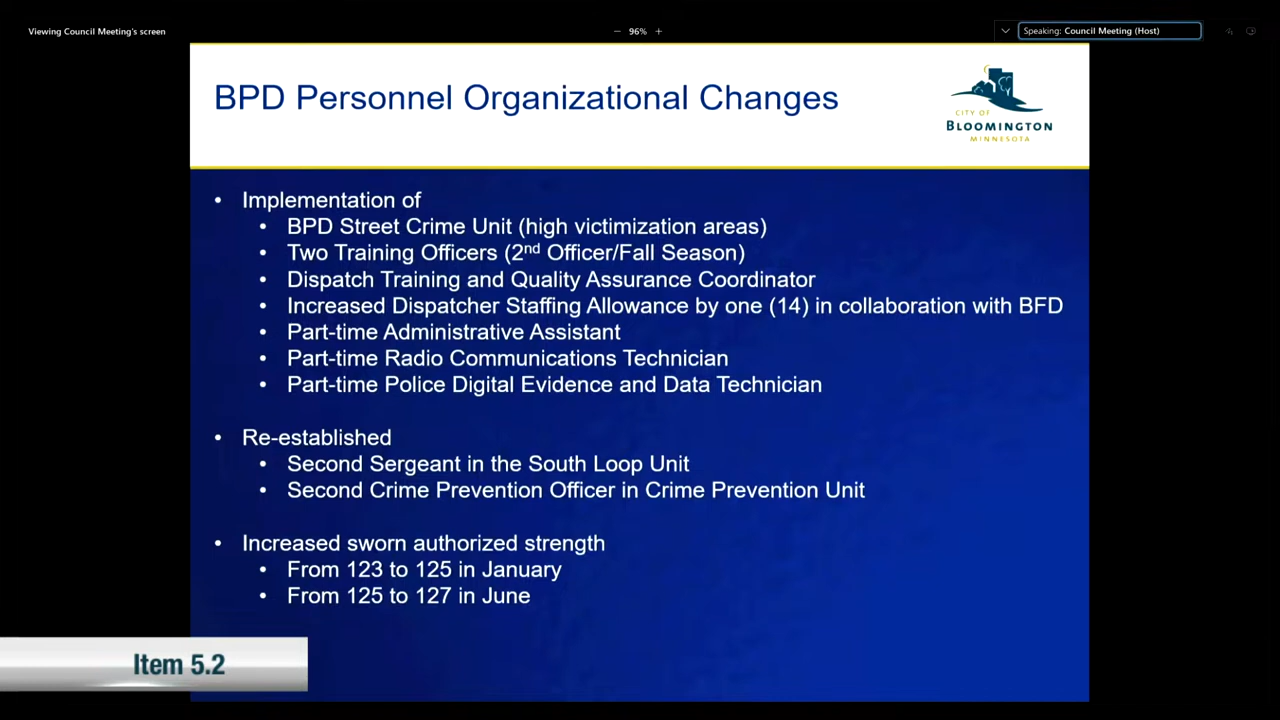 Viewing Council Meeting's screen
− 96% +
Speaking: Council Meeting (Host)
BPD Personnel Organizational Changes
CITY OF
BLOOMINGTON
MINNESOTA
• Implementation of
• BPD Street Crime Unit (high victimization areas)
• Two Training Officers (2nd Officer/Fall Season)
• Dispatch Training and Quality Assurance Coordinator
• Increased Dispatcher Staffing Allowance by one (14) in collaboration with BFD
• Part-time Administrative Assistant
• Part-time Radio Communications Technician
• Part-time Police Digital Evidence and Data Technician
• Re-established
• Second Sergeant in the South Loop Unit
• Second Crime Prevention Officer in Crime Prevention Unit
• Increased sworn authorized strength
• From 123 to 125 in January
• From 125 to 127 in June
Item 5.2